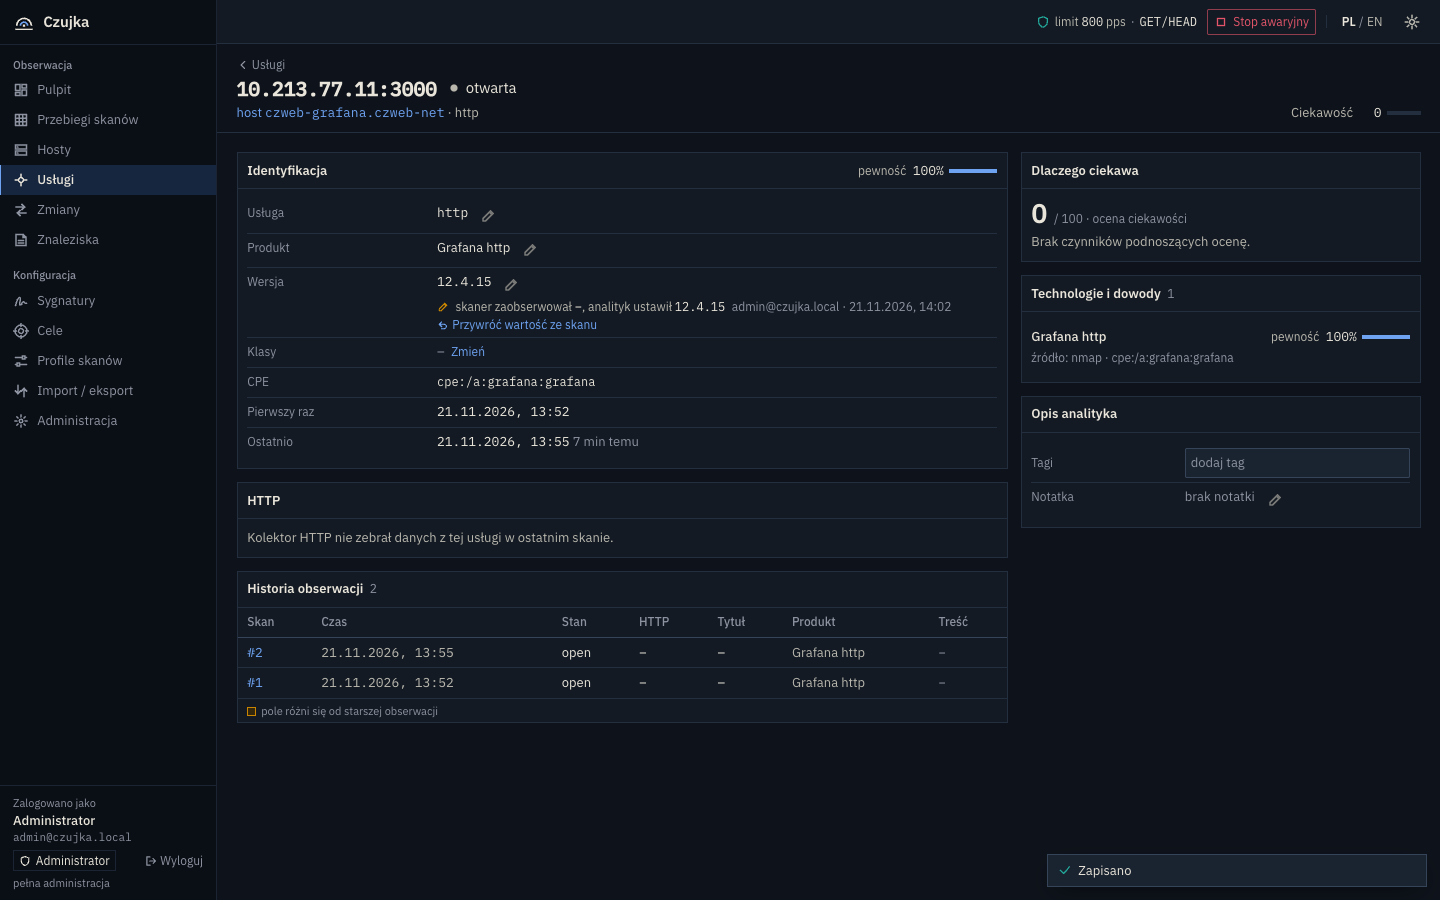 Czujka
limit 800 pps · GET/HEAD
Stop awaryjny
PL / EN
Obserwacja
Pulpit
Przebiegi skanów
Hosty
Usługi
Zmiany
Znaleziska
Konfiguracja
Sygnatury
Cele
Profile skanów
Import / eksport
Administracja
Zalogowano jako
Administrator
admin@czujka.local
Administrator
Wyloguj
pełna administracja
Usługi
10.213.77.11:3000
otwarta
host czweb-grafana.czweb-net · http
Ciekawość 0
Identyfikacja
pewność 100%
Usługa http
Produkt Grafana http
Wersja 12.4.15
skaner zaobserwował –, analityk ustawił 12.4.15 admin@czujka.local · 21.11.2026, 14:02
Przywróć wartość ze skanu
Klasy – Zmień
CPE cpe:/a:grafana:grafana
Pierwszy raz 21.11.2026, 13:52
Ostatnio 21.11.2026, 13:55 7 min temu
HTTP
Kolektor HTTP nie zebrał danych z tej usługi w ostatnim skanie.
Historia obserwacji 2
Skan Czas Stan HTTP Tytuł Produkt Treść
#2 21.11.2026, 13:55 open – – Grafana http –
#1 21.11.2026, 13:52 open – – Grafana http –
pole różni się od starszej obserwacji
Dlaczego ciekawa
0 / 100 · ocena ciekawości
Brak czynników podnoszących ocenę.
Technologie i dowody 1
Grafana http pewność 100%
źródło: nmap · cpe:/a:grafana:grafana
Opis analityka
Tagi dodaj tag
Notatka brak notatki
Zapisano